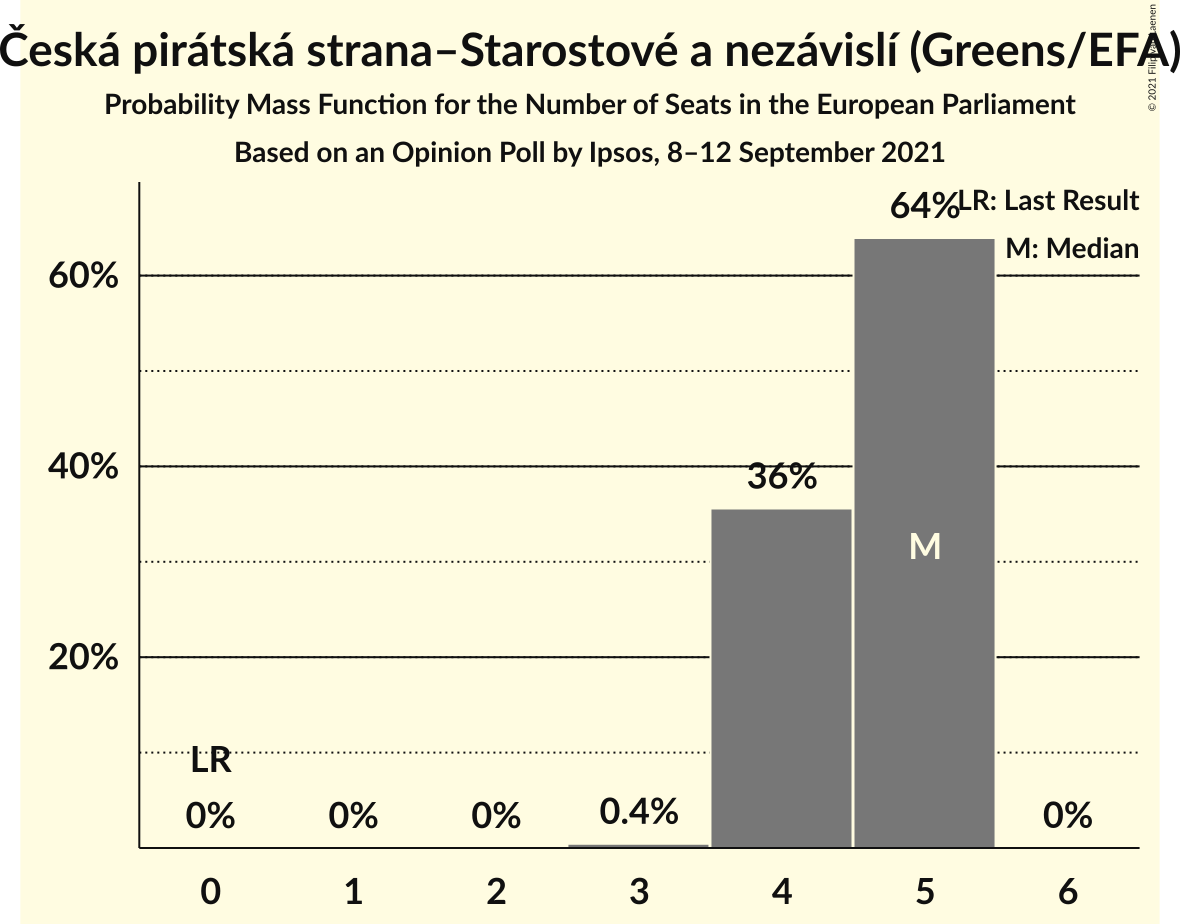 Česká pirátská strana–Starostové a nezávislí (Greens/EFA)
© 2021 Filip
Probability Mass Function for the Number of Seats in the European Parliament
Based on an Opinion Poll by Ipsos, 8–12 September 2021
LR: Last Result
M: Median
64%
60%
40%
36%
M
20%
LR
0% 0% 0% 0.4% 0%
0 1 2 3 4 5 6